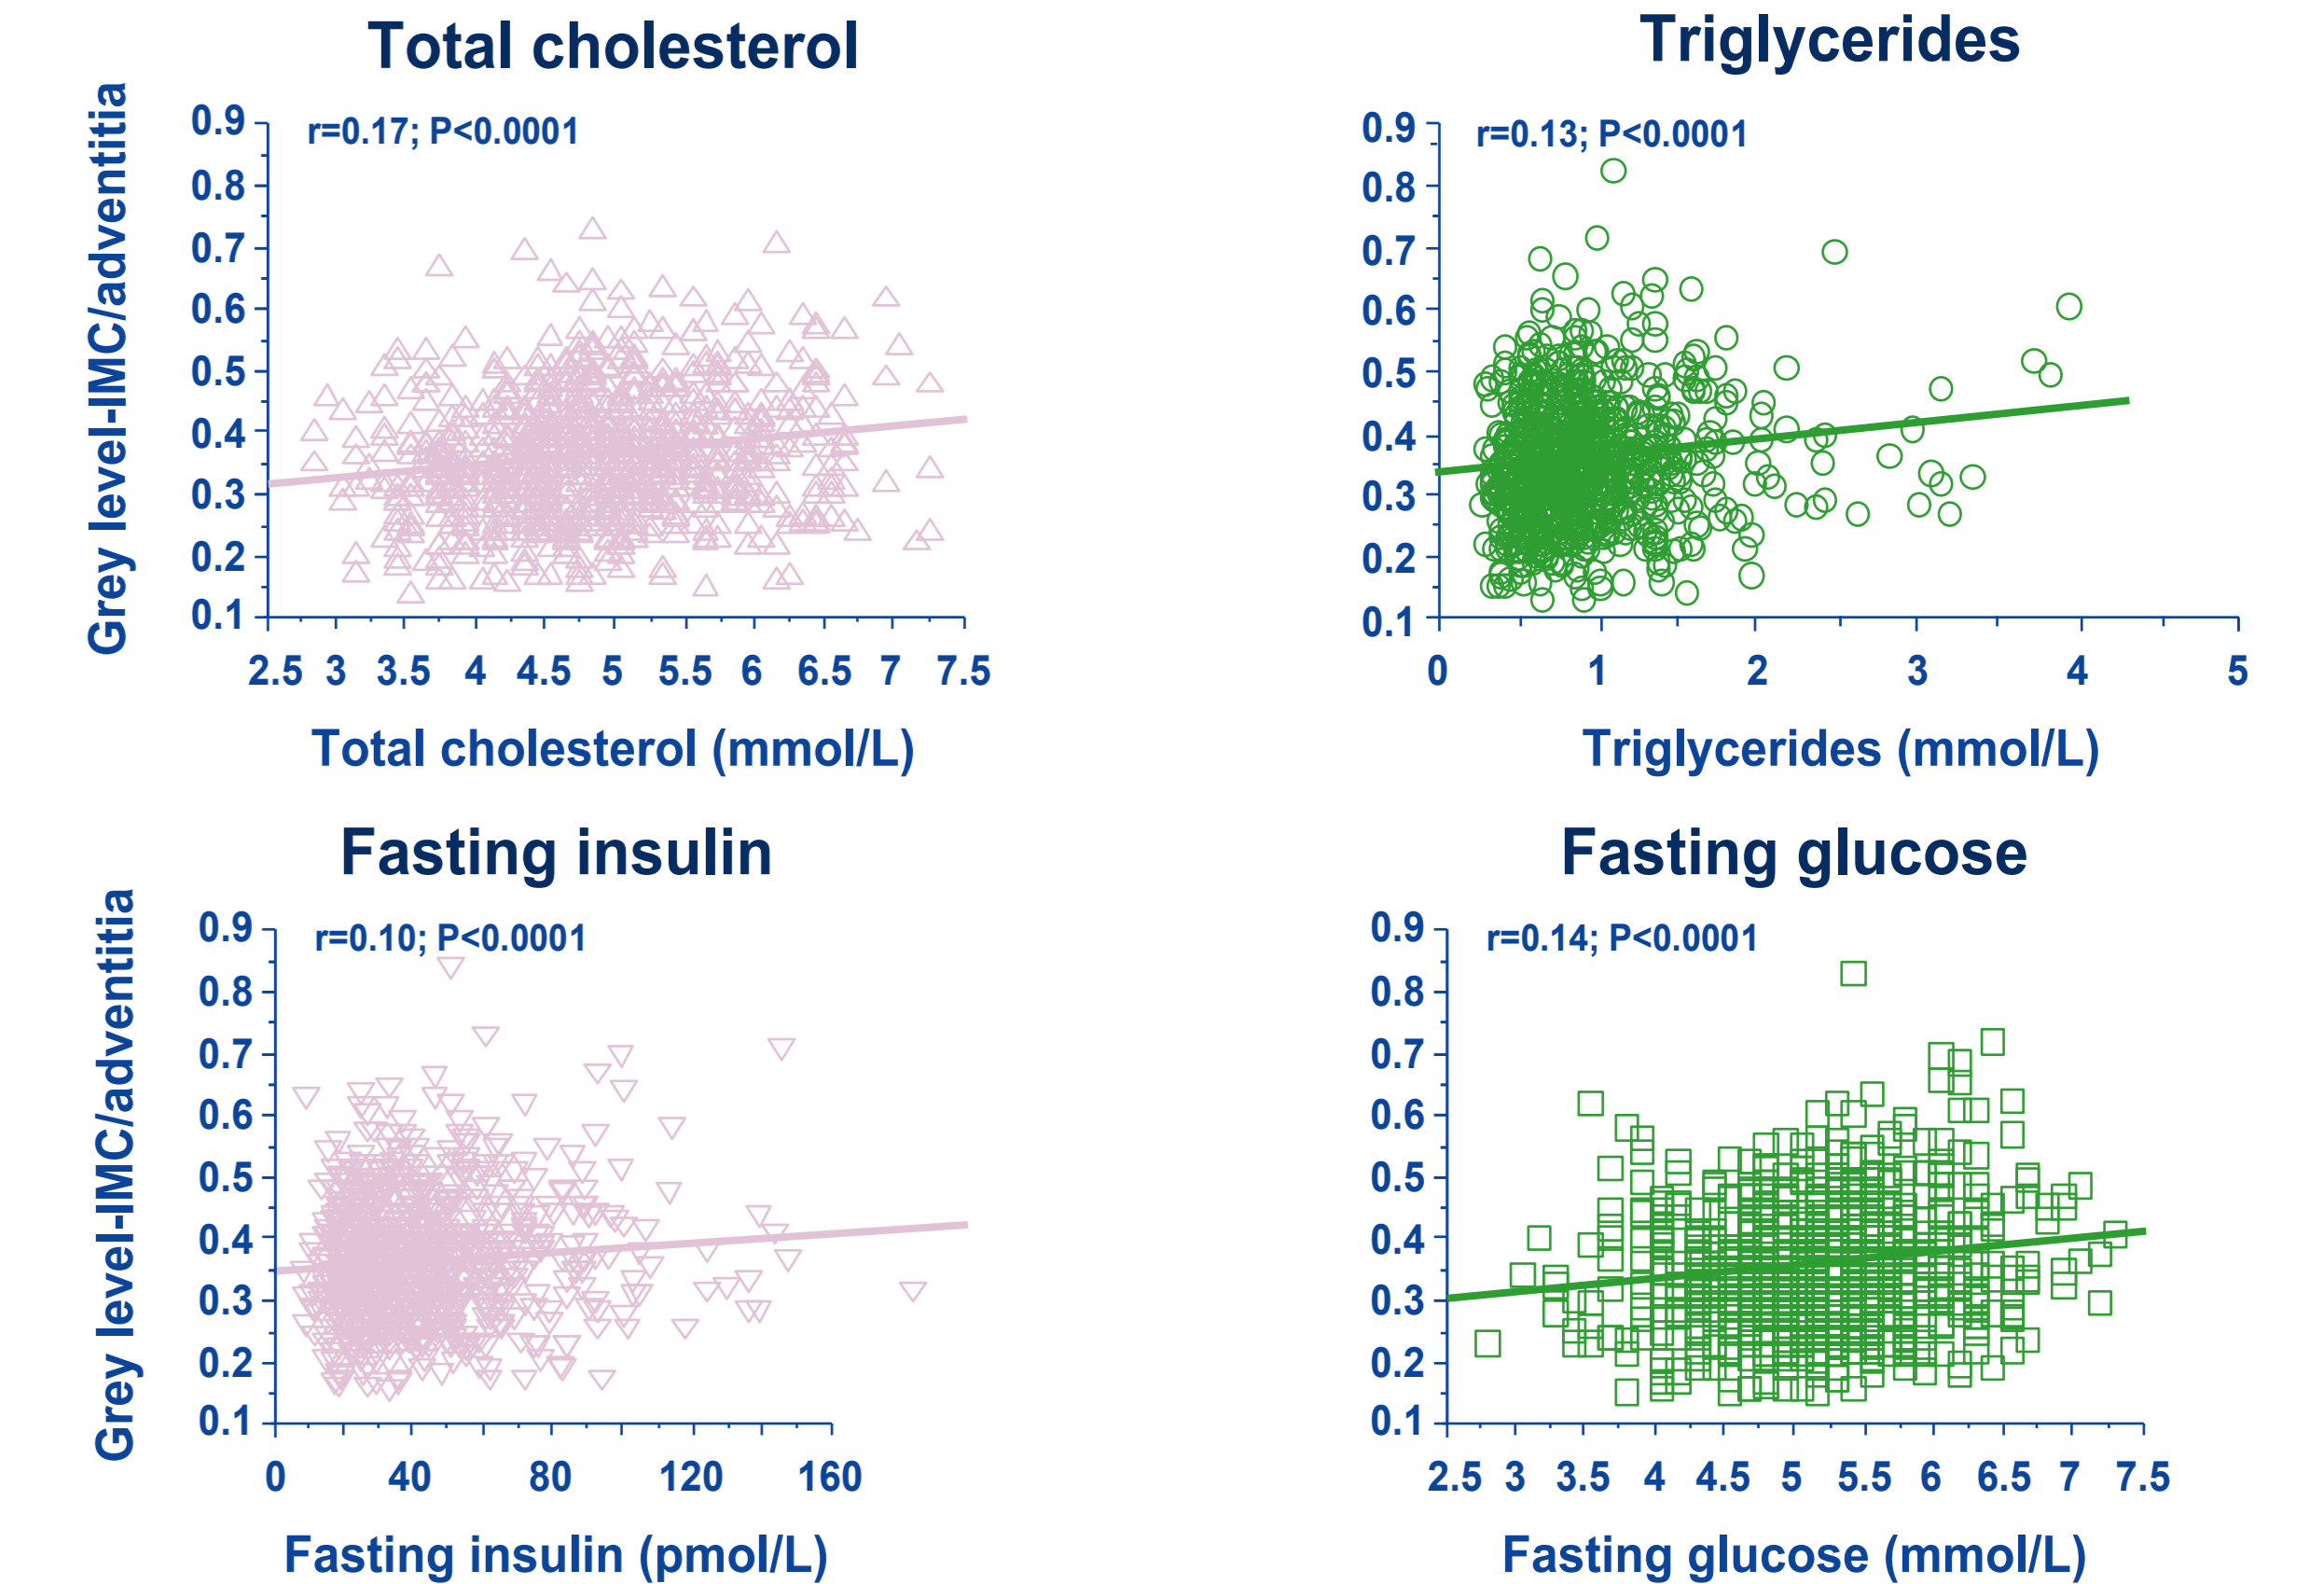 Total cholesterol
Grey level-IMC/adventitia
r=0.17; P<0.0001
0.9
0.8
0.7
0.6
0.5
0.4
0.3
0.2
0.1
2.5 3 3.5 4 4.5 5 5.5 6 6.5 7 7.5
Total cholesterol (mmol/L)
Triglycerides
r=0.13; P<0.0001
0.9
0.8
0.7
0.6
0.5
0.4
0.3
0.2
0.1
0 1 2 3 4 5
Triglycerides (mmol/L)
Fasting insulin
Grey level-IMC/adventitia
r=0.10; P<0.0001
0.9
0.8
0.7
0.6
0.5
0.4
0.3
0.2
0.1
0 40 80 120 160
Fasting insulin (pmol/L)
Fasting glucose
r=0.14; P<0.0001
0.9
0.8
0.7
0.6
0.5
0.4
0.3
0.2
0.1
2.5 3 3.5 4 4.5 5 5.5 6 6.5 7 7.5
Fasting glucose (mmol/L)